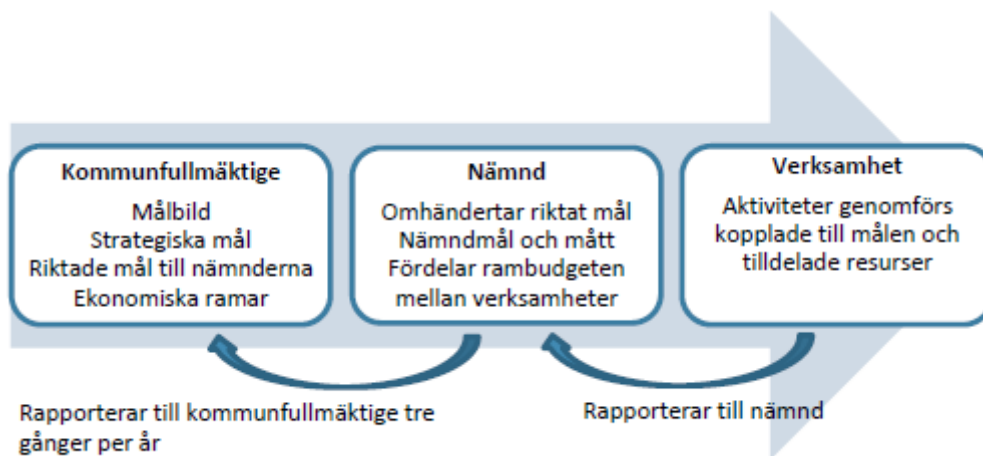 Kommunfullmäktige
Målbild
Strategiska mål
Riktade mål till nämnderna
Ekonomiska ramar
Nämnd
Omhändertar riktat mål
Nämndmål och mått
Fördelar rambudgeten
mellan verksamheter
Verksamhet
Aktiviteter genomförs
kopplade till målen och
tilldelade resurser
Rapporterar till kommunfullmäktige tre
gånger per år
Rapporterar till nämnd